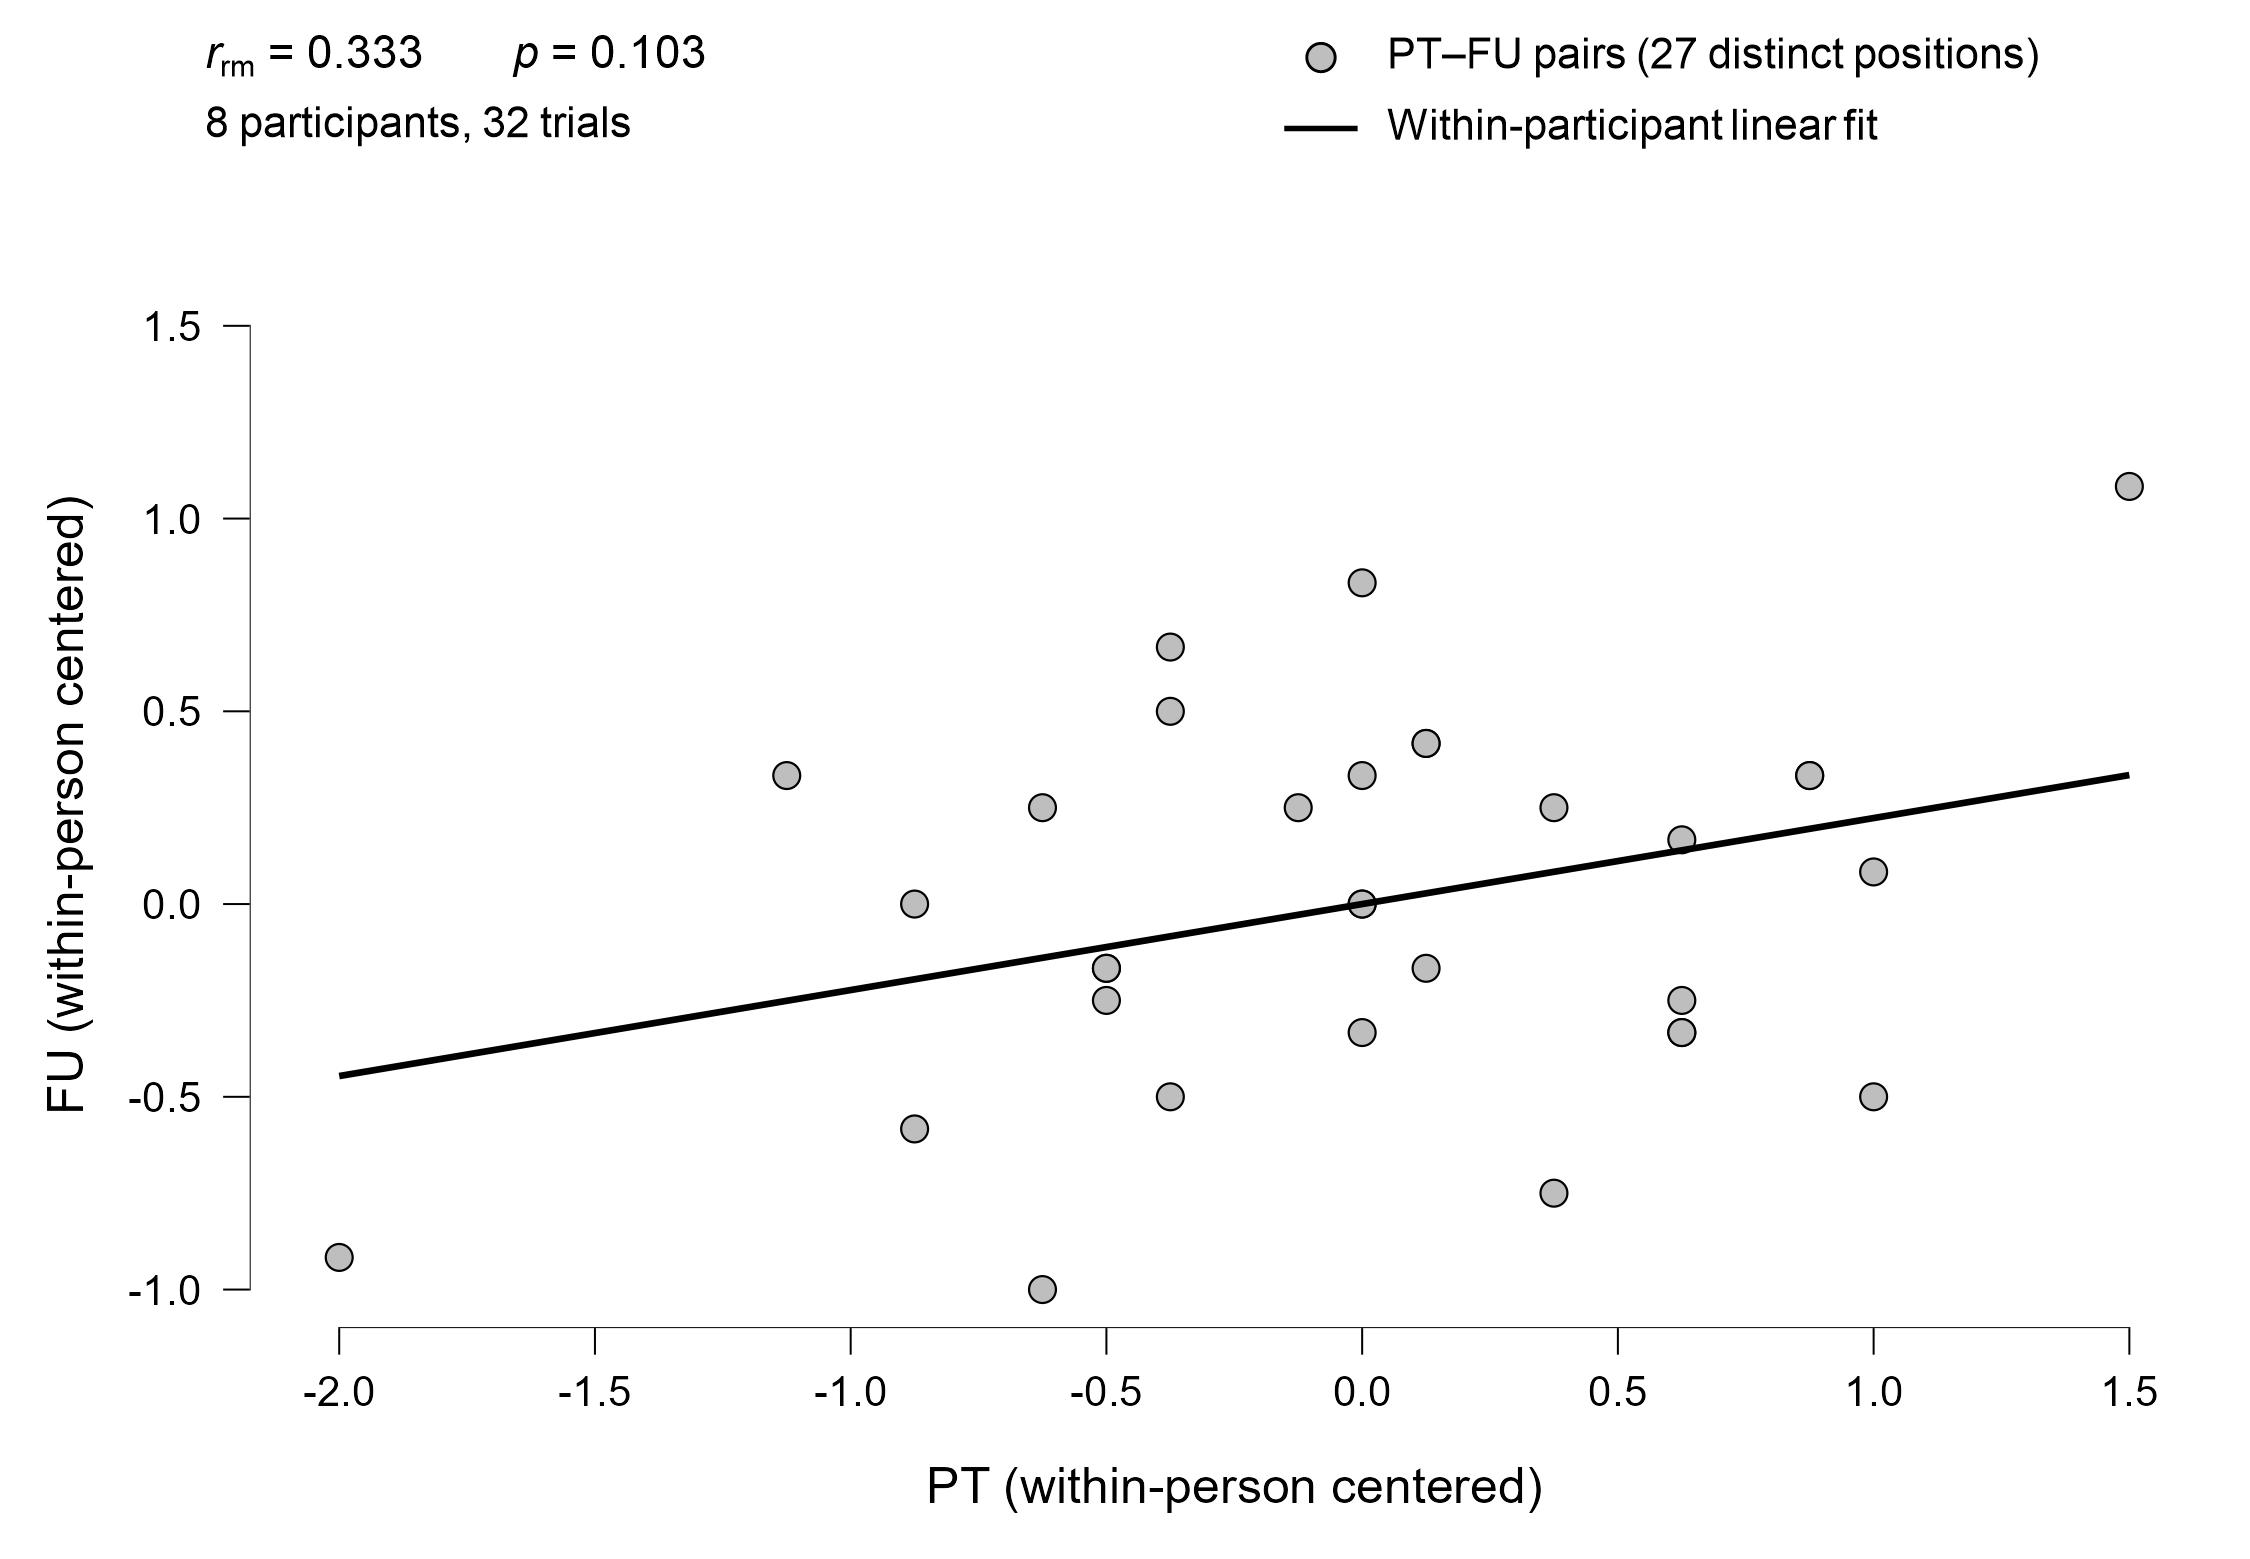 rrm = 0.333 p = 0.103
8 participants, 32 trials
PT–FU pairs (27 distinct positions)
Within-participant linear fit
FU (within-person centered)
1.5
1.0
0.5
0.0
-0.5
-1.0
-2.0 -1.5 -1.0 -0.5 0.0 0.5 1.0 1.5
PT (within-person centered)